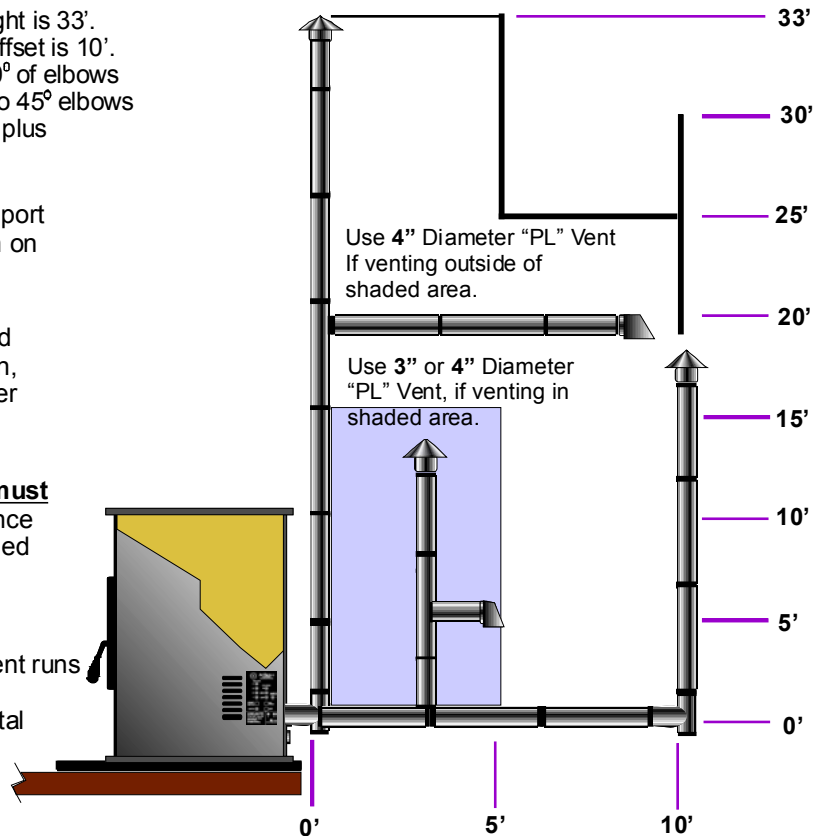 ght is 33’.
ffset is 10’.
0⁰ of elbows
o 45⁰ elbows
plus
port
on
d
n,
er
must
nce
ed
ent runs
tal
Use 4” Diameter “PL” Vent
If venting outside of
shaded area.
Use 3” or 4” Diameter
“PL” Vent, if venting in
shaded area.
33’
30’
25’
20’
15’
10’
5’
0’
0’
5’
10’